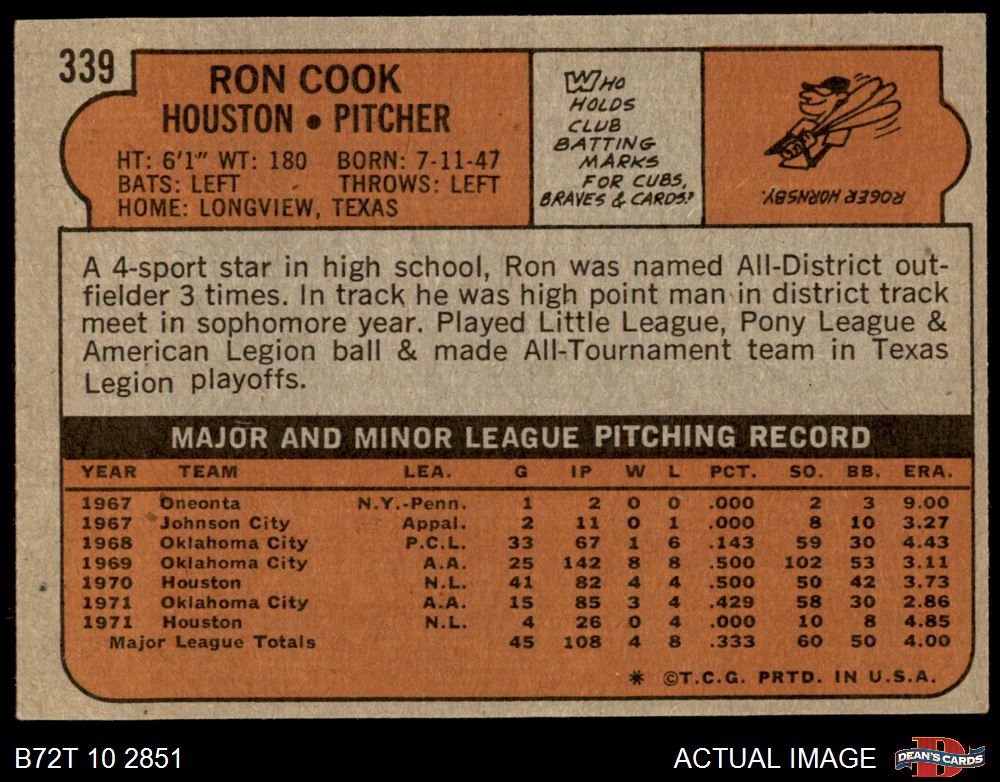 339
RON COOK
HOUSTON • PITCHER
HT: 6'1" WT: 180 BORN: 7-11-47
BATS: LEFT THROWS: LEFT
HOME: LONGVIEW, TEXAS
WHO
HOLDS
CLUB
BATTING
MARKS
FOR CUBS,
BRAVES & CARDS?
ROGER HORNSBY.
A 4-sport star in high school, Ron was named All-District out-
fielder 3 times. In track he was high point man in district track
meet in sophomore year. Played Little League, Pony League &
American Legion ball & made All-Tournament team in Texas
Legion playoffs.
MAJOR AND MINOR LEAGUE PITCHING RECORD
YEAR TEAM LEA. G IP W L PCT. SO. BB. ERA.
1967 Oneonta N.Y.-Penn. 1 2 0 0 .000 2 3 9.00
1967 Johnson City Appal. 2 11 0 1 .000 8 10 3.27
1968 Oklahoma City P.C.L. 33 67 1 6 .143 59 30 4.43
1969 Oklahoma City A.A. 25 142 8 8 .500 102 53 3.11
1970 Houston N.L. 41 82 4 4 .500 50 42 3.73
1971 Oklahoma City A.A. 15 85 3 4 .429 58 30 2.86
1971 Houston N.L. 4 26 0 4 .000 10 8 4.85
Major League Totals 45 108 4 8 .333 60 50 4.00
* ©T.C.G. PRTD. IN U.S.A.
B72T 10 2851
ACTUAL IMAGE
D
DEAN'S CARDS